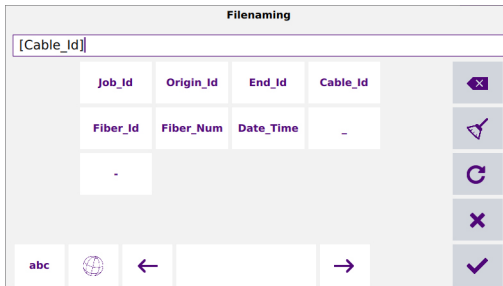 Filenaming
[Cable_Id]
Job_Id Origin_Id End_Id Cable_Id
Fiber_Id Fiber_Num Date_Time _
-
abc